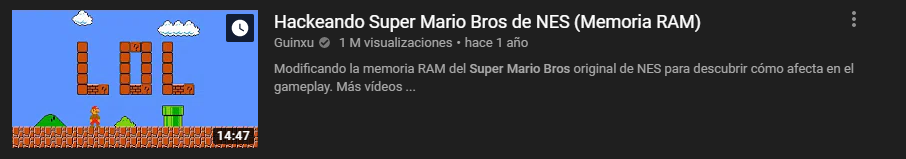 LOL
14:47
Hackeando Super Mario Bros de NES (Memoria RAM)
Guinxu 1 M visualizaciones • hace 1 año
Modificando la memoria RAM del Super Mario Bros original de NES para descubrir cómo afecta en el
gameplay. Más vídeos ...